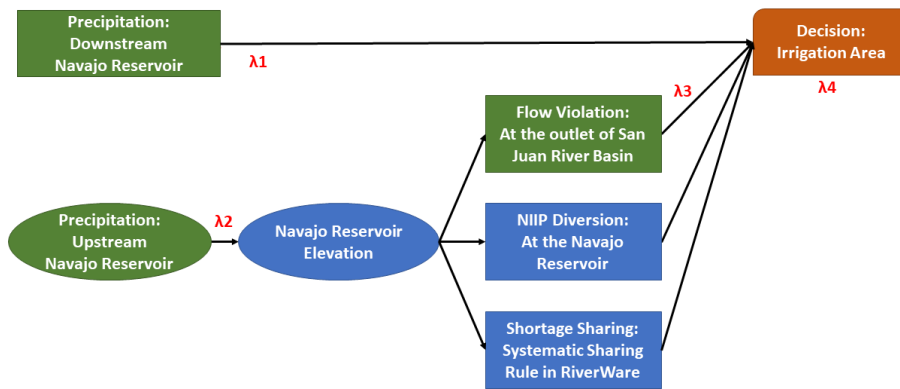 Precipitation:
Downstream
Navajo Reservoir
λ1
Decision:
Irrigation Area
λ4
λ3
Flow Violation:
At the outlet of San
Juan River Basin
Precipitation:
Upstream
Navajo Reservoir
λ2
Navajo Reservoir
Elevation
NIIP Diversion:
At the Navajo
Reservoir
Shortage Sharing:
Systematic Sharing
Rule in RiverWare